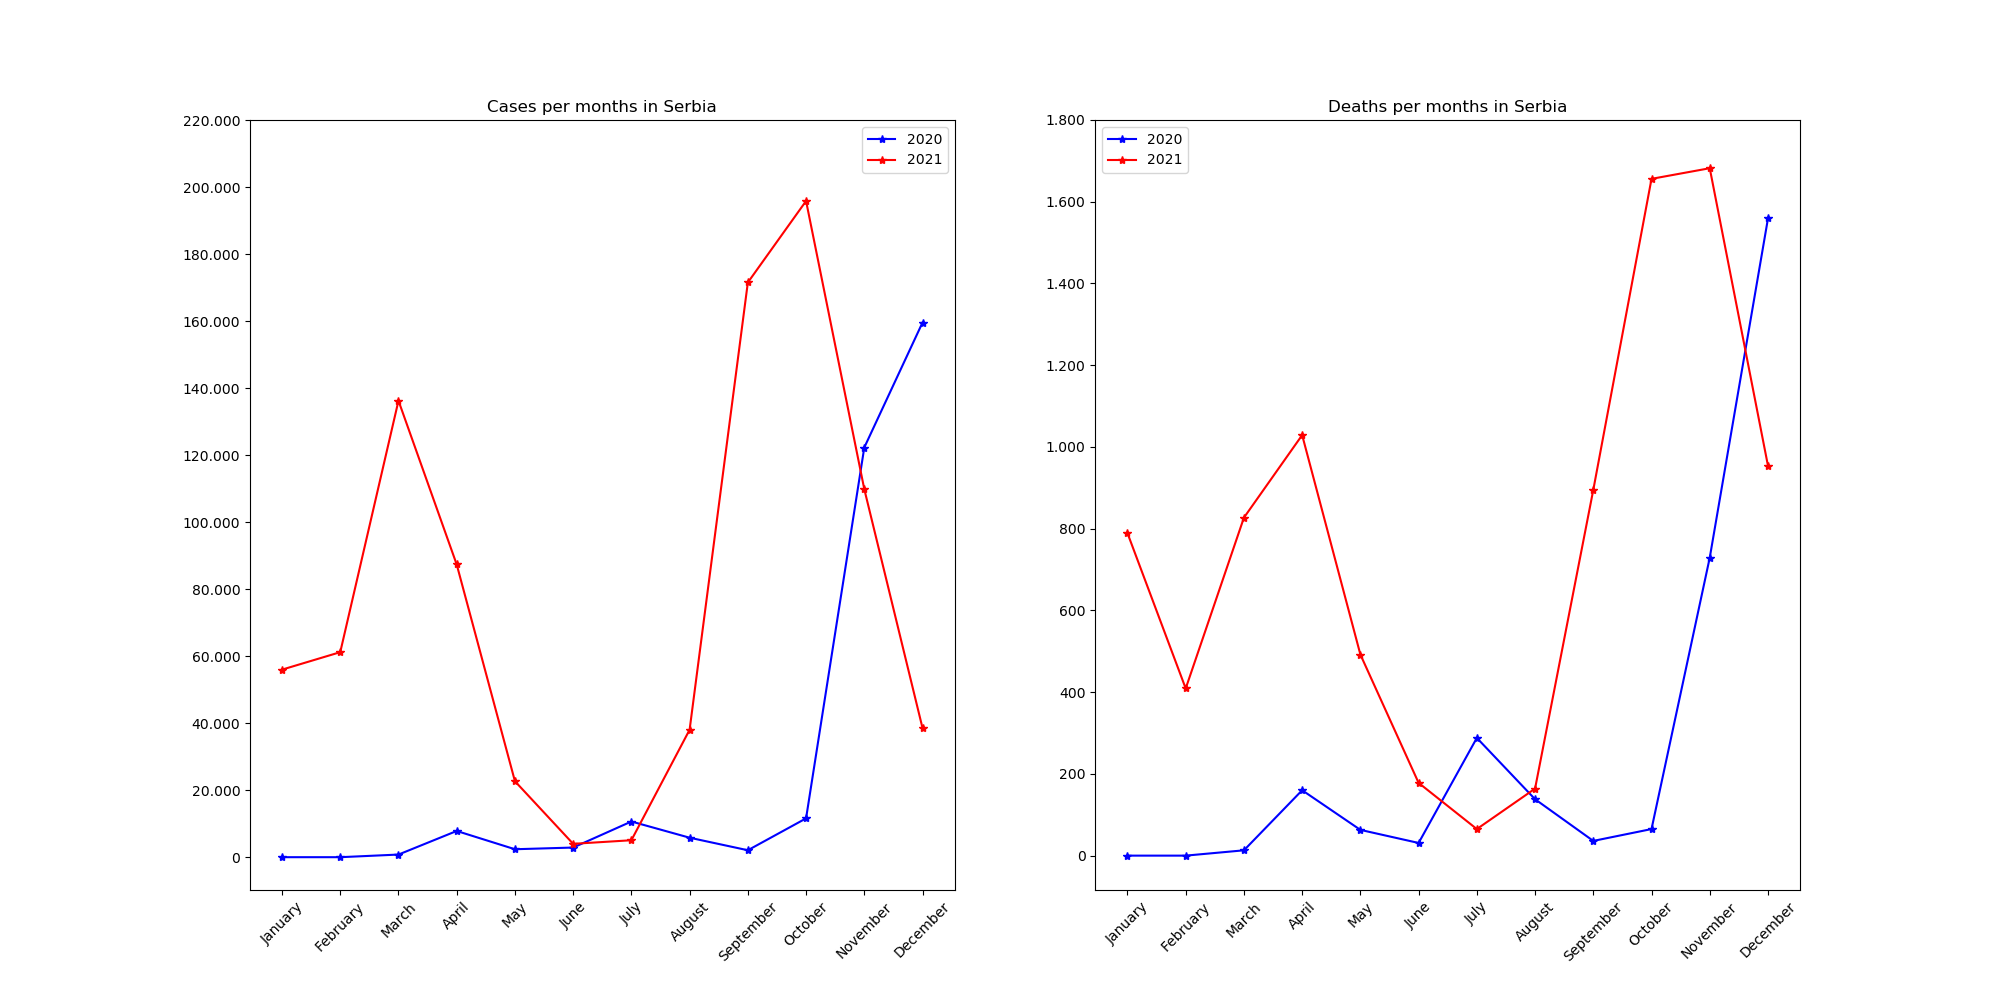 Cases per months in Serbia
220.000
200.000
180.000
160.000
140.000
120.000
100.000
80.000
60.000
40.000
20.000
0
2020
2021
January
February
March
April
May
June
July
August
September
October
November
December
Deaths per months in Serbia
1.800
1.600
1.400
1.200
1.000
800
600
400
200
0
2020
2021
January
February
March
April
May
June
July
August
September
October
November
December